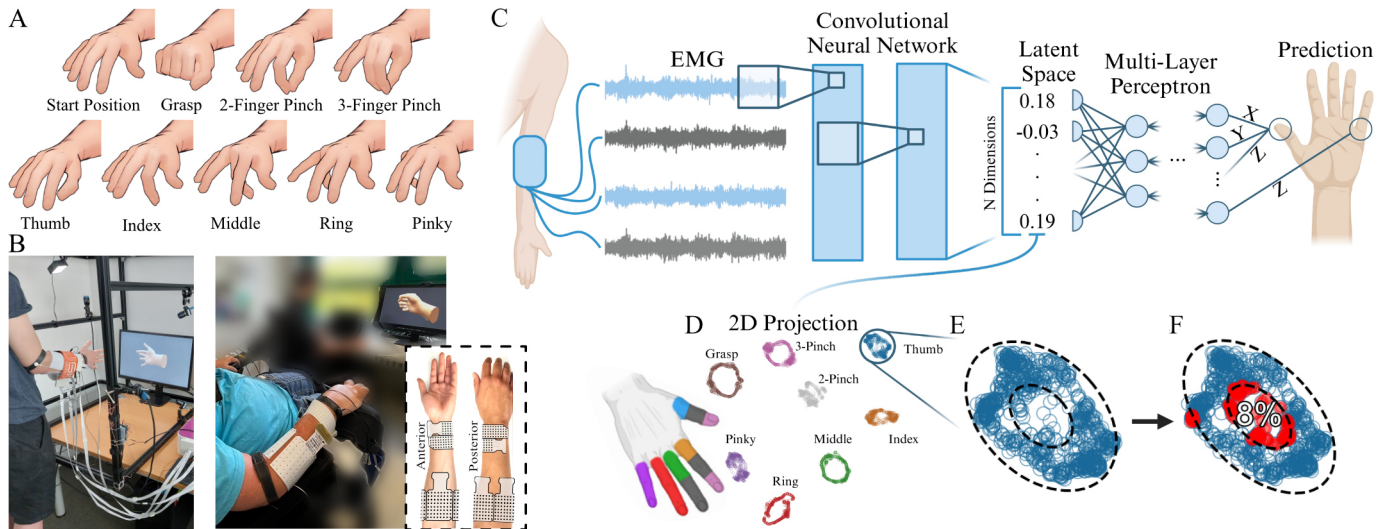 A
Start Position
Grasp
2-Finger Pinch
3-Finger Pinch
Thumb
Index
Middle
Ring
Pinky
B
Anterior
Posterior
C
EMG
Convolutional
Neural Network
Latent
Space
0.18
-0.03
.
.
.
0.19
N Dimensions
Multi-Layer
Perceptron
...
...
Prediction
X
Y
Z
Z
D
2D Projection
Grasp
3-Pinch
Thumb
2-Pinch
Index
Pinky
Middle
Ring
E
F
8%